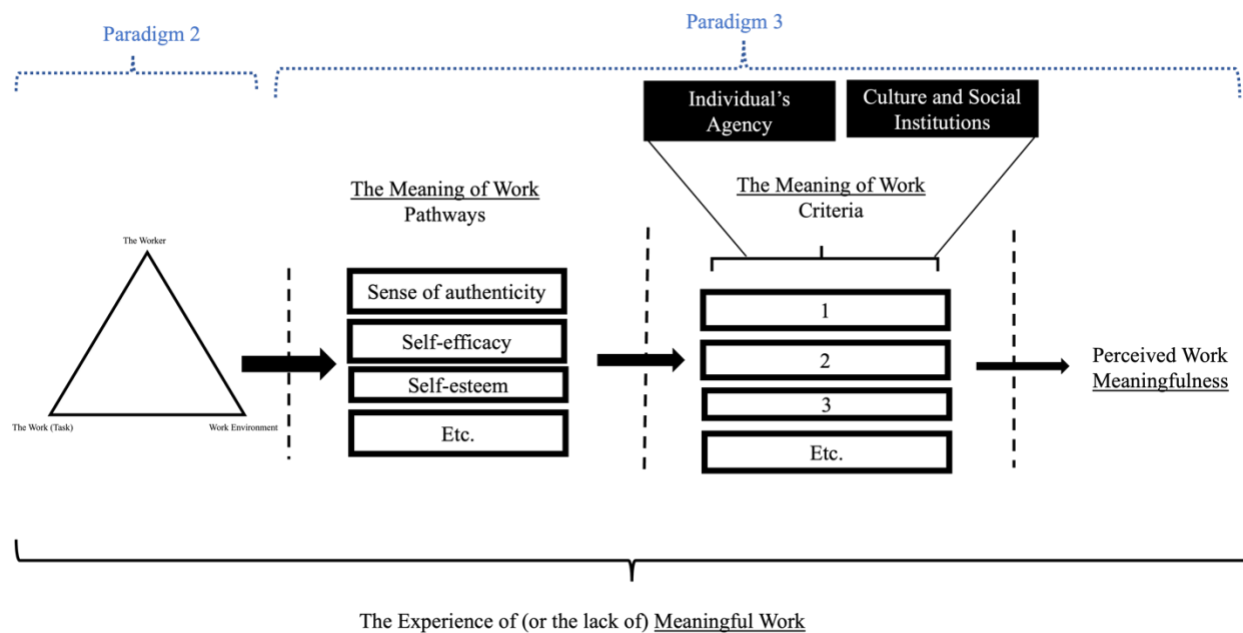 Paradigm 2
Paradigm 3
Individual's
Agency
Culture and Social
Institutions
The Meaning of Work
Pathways
The Meaning of Work
Criteria
The Worker
The Work (Task)
Work Environment
Sense of authenticity
Self-efficacy
Self-esteem
Etc.
1
2
3
Etc.
Perceived Work
Meaningfulness
The Experience of (or the lack of) Meaningful Work